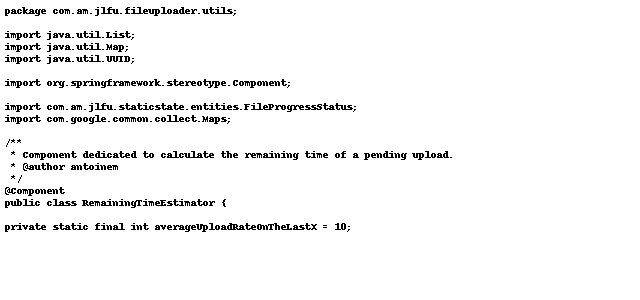 package com.am.jlfu.fileuploader.utils;
import java.util.List;
import java.util.Map;
import java.util.UUID;
import org.springframework.stereotype.Component;
import com.am.jlfu.staticstate.entities.FileProgressStatus;
import com.google.common.collect.Maps;
/**
 * Component dedicated to calculate the remaining time of a pending upload.
 * @author antoinem
 */
@Component
public class RemainingTimeEstimator {
private static final int averageUploadRateOnTheLastX = 10;